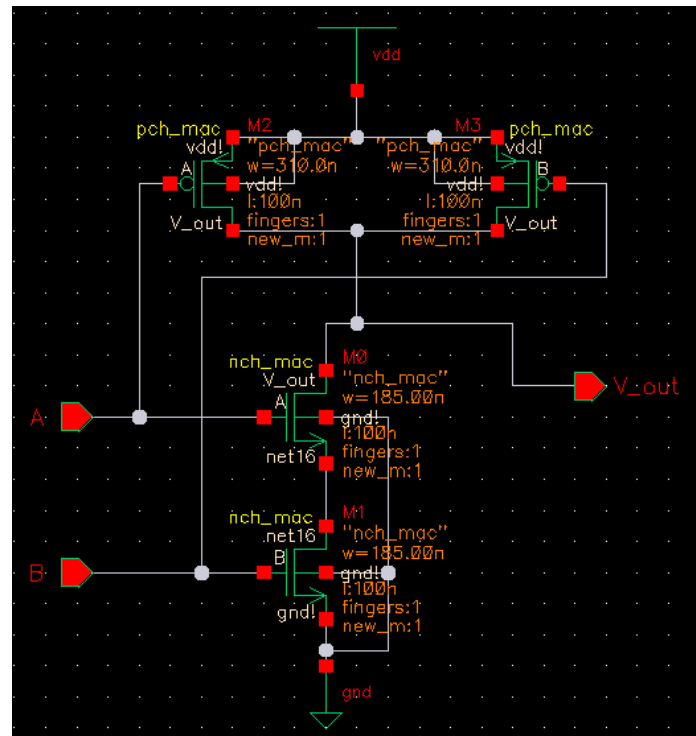 vdd
pch_mac
M2
vdd!
"pch_mac"
A
w=310.0n
vdd!
l:100n
V_out
fingers:1
new_m:1
M3
pch_mac
"pch_mac"
vdd!
w=310.0n
B
vdd!
l:100n
fingers:1
V_out
new_m:1
nch_mac
M0
V_out
"nch_mac"
w=185.00n
A
A
gnd!
l:100n
net16
fingers:1
new_m:1
V_out
nch_mac
M1
net16
"nch_mac"
w=185.00n
B
B
gnd!
l:100n
gnd!
fingers:1
new_m:1
gnd